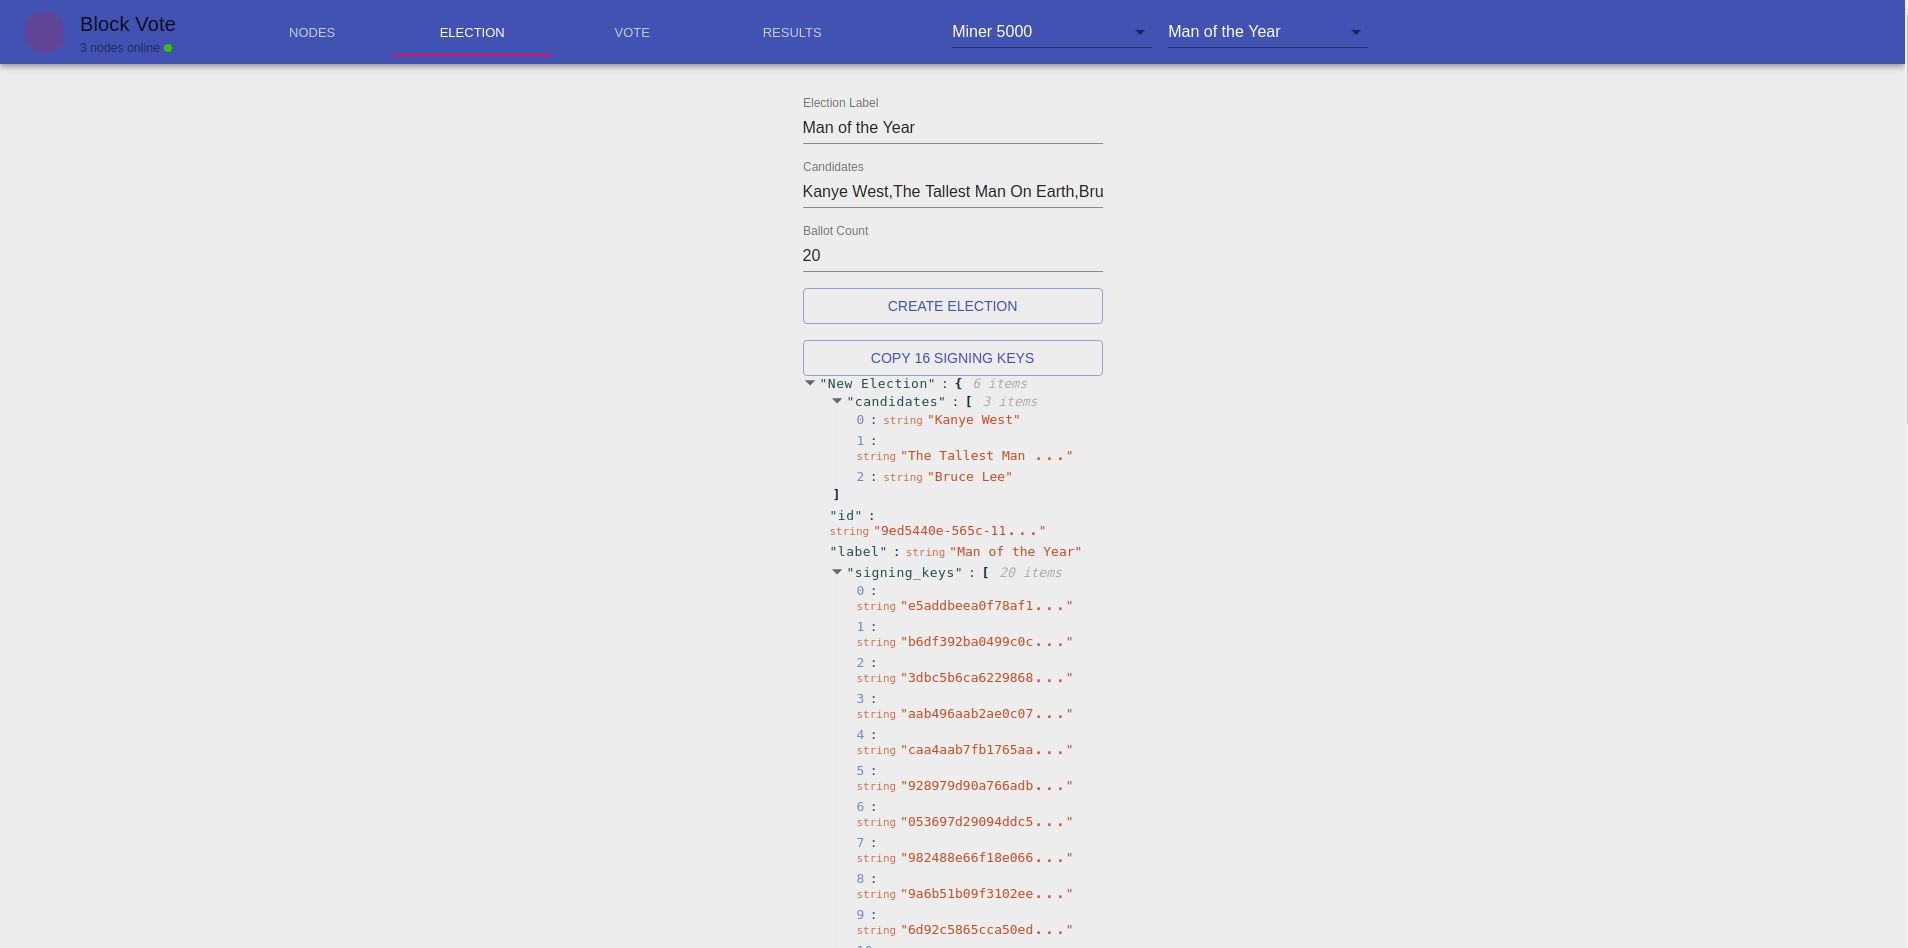 Block Vote
3 nodes online
NODES
ELECTION
VOTE
RESULTS
Miner 5000
Man of the Year
Election Label
Man of the Year
Candidates
Kanye West,The Tallest Man On Earth,Bru
Ballot Count
20
CREATE ELECTION
COPY 16 SIGNING KEYS
"New Election" : { 6 items
"candidates" : [ 3 items
0 : string "Kanye West"
1 :
string "The Tallest Man ..."
2 : string "Bruce Lee"
]
"id" :
string "9ed5440e-565c-11..."
"label" : string "Man of the Year"
"signing_keys" : [ 20 items
0 :
string "e5addbeea0f78af1..."
1 :
string "b6df392ba0499c0c..."
2 :
string "3dbc5b6ca6229868..."
3 :
string "aab496aab2ae0c07..."
4 :
string "caa4aab7fb1765aa..."
5 :
string "928979d90a766adb..."
6 :
string "053697d29094ddc5..."
7 :
string "982488e66f18e066..."
8 :
string "9a6b51b09f3102ee..."
9 :
string "6d92c5865cca50ed..."